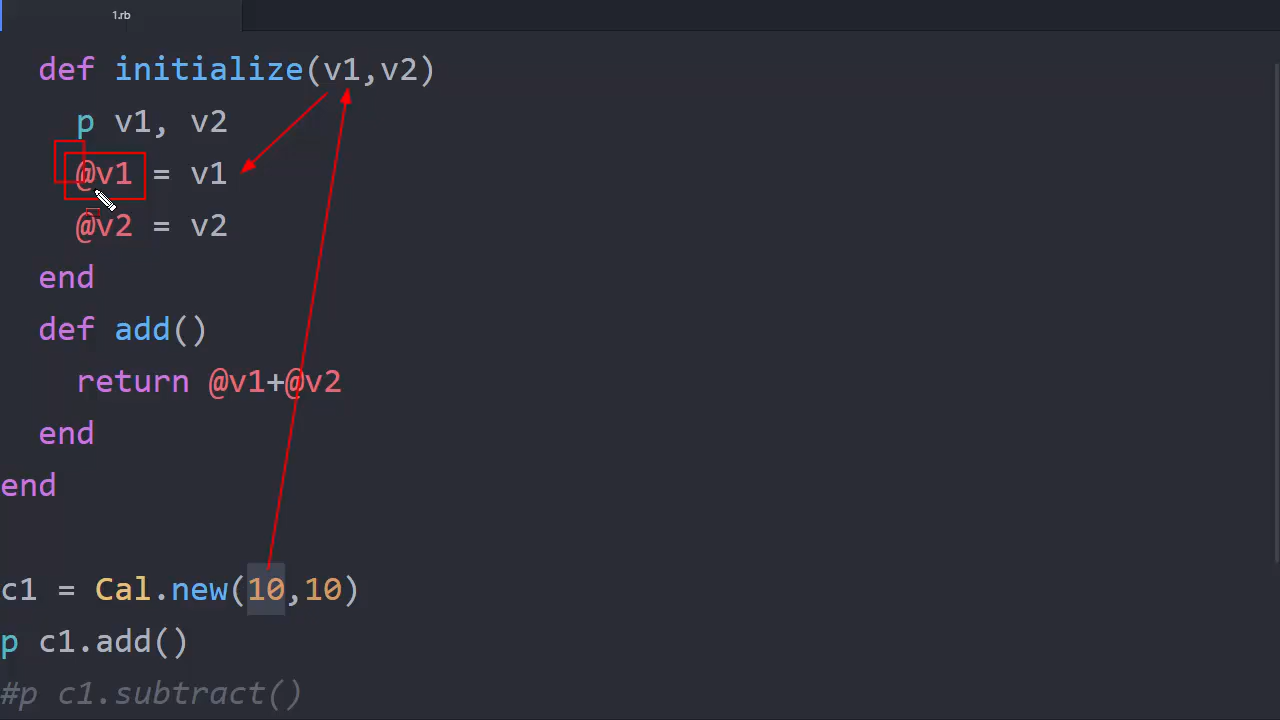 1.rb
def initialize(v1,v2)
p v1, v2
@v1 = v1
@v2 = v2
end
def add()
return @v1+@v2
end
end
c1 = Cal.new(10,10)
p c1.add()
#p c1.subtract()